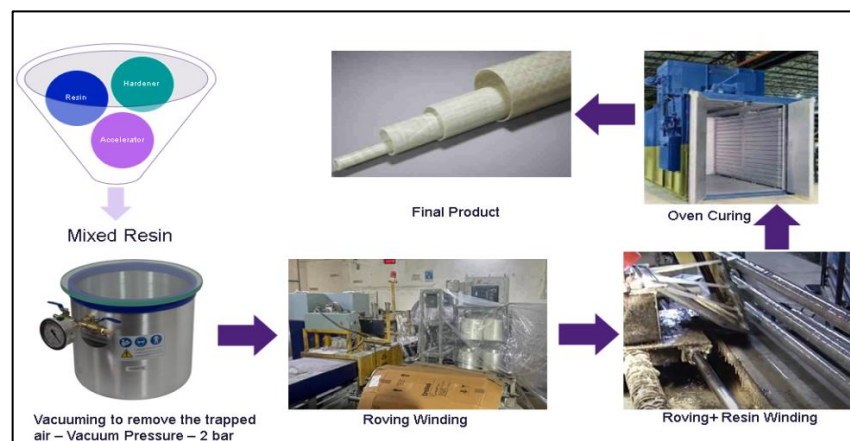 Resin
Hardener
Accelerator
Mixed Resin
Vacuuming to remove the trapped
air – Vacuum Pressure – 2 bar
Roving Winding
Roving+ Resin Winding
Oven Curing
Final Product